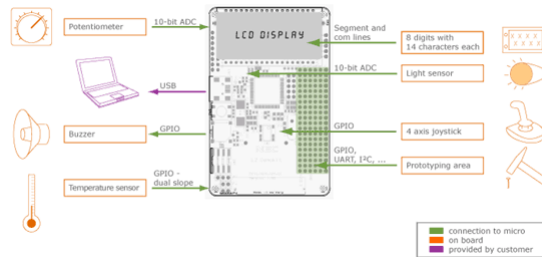 Potentiometer
10-bit ADC
LCD DISPLAY
Segment and
com lines
8 digits with
14 characters each
10-bit ADC
Light sensor
USB
Buzzer
GPIO
GPIO
4 axis joystick
GPIO,
UART, I²C, ...
Prototyping area
Temperature sensor
GPIO -
dual slope
connection to micro
on board
provided by customer